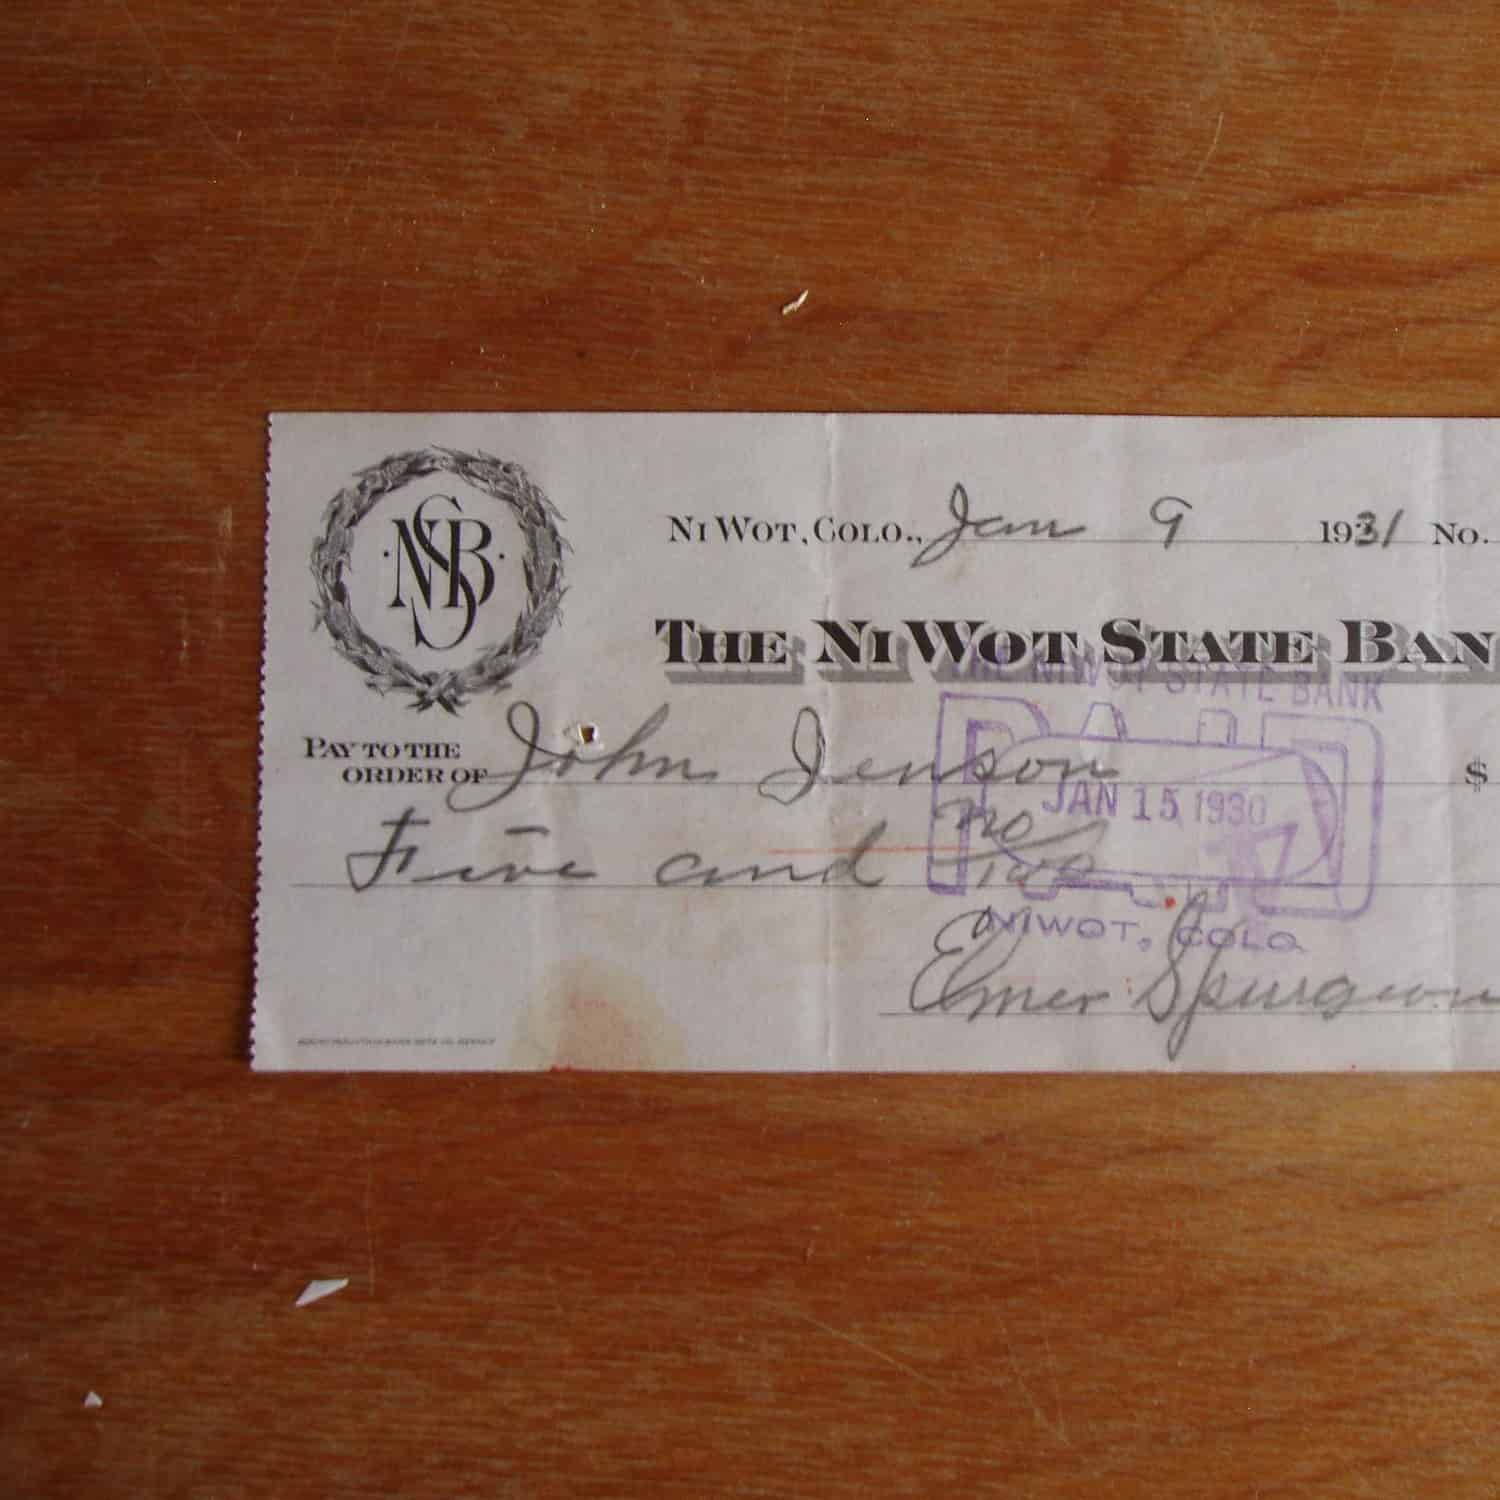 NSB
NI WOT, COLO., Jan 9 1931 No.
THE NI WOT STATE BAN
THE NIWOT STATE BANK
PAY TO THE
ORDER OF John Jenson $
PAID
JAN 15 1930
Five and no/100
NIWOT, COLO.
Elmer Spurgeon